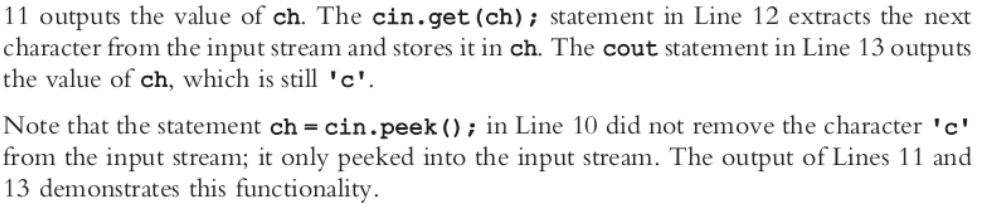 11 outputs the value of ch. The cin.get(ch); statement in Line 12 extracts the next
character from the input stream and stores it in ch. The cout statement in Line 13 outputs
the value of ch, which is still 'c'.
Note that the statement ch = cin.peek(); in Line 10 did not remove the character 'c'
from the input stream; it only peeked into the input stream. The output of Lines 11 and
13 demonstrates this functionality.